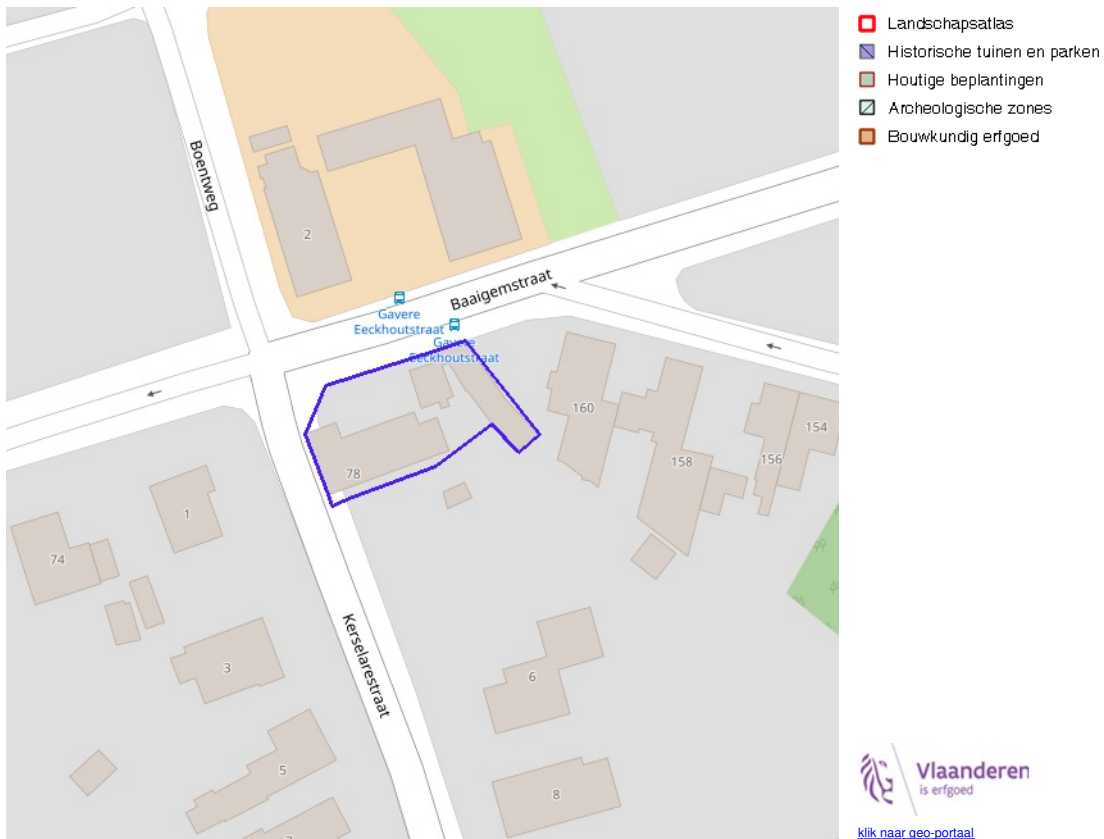 Landschapsatlas
Historische tuinen en parken
Houtige beplantingen
Archeologische zones
Bouwkundig erfgoed
Boentweg
2
Baaigemstraat
Gavere
Eeckhoutstraat
Gavere
Eeckhoutstraat
160
154
158
156
78
1
74
Kerselarestraat
3
6
5
8
Vlaanderen
is erfgoed
klik naar geo-portaal